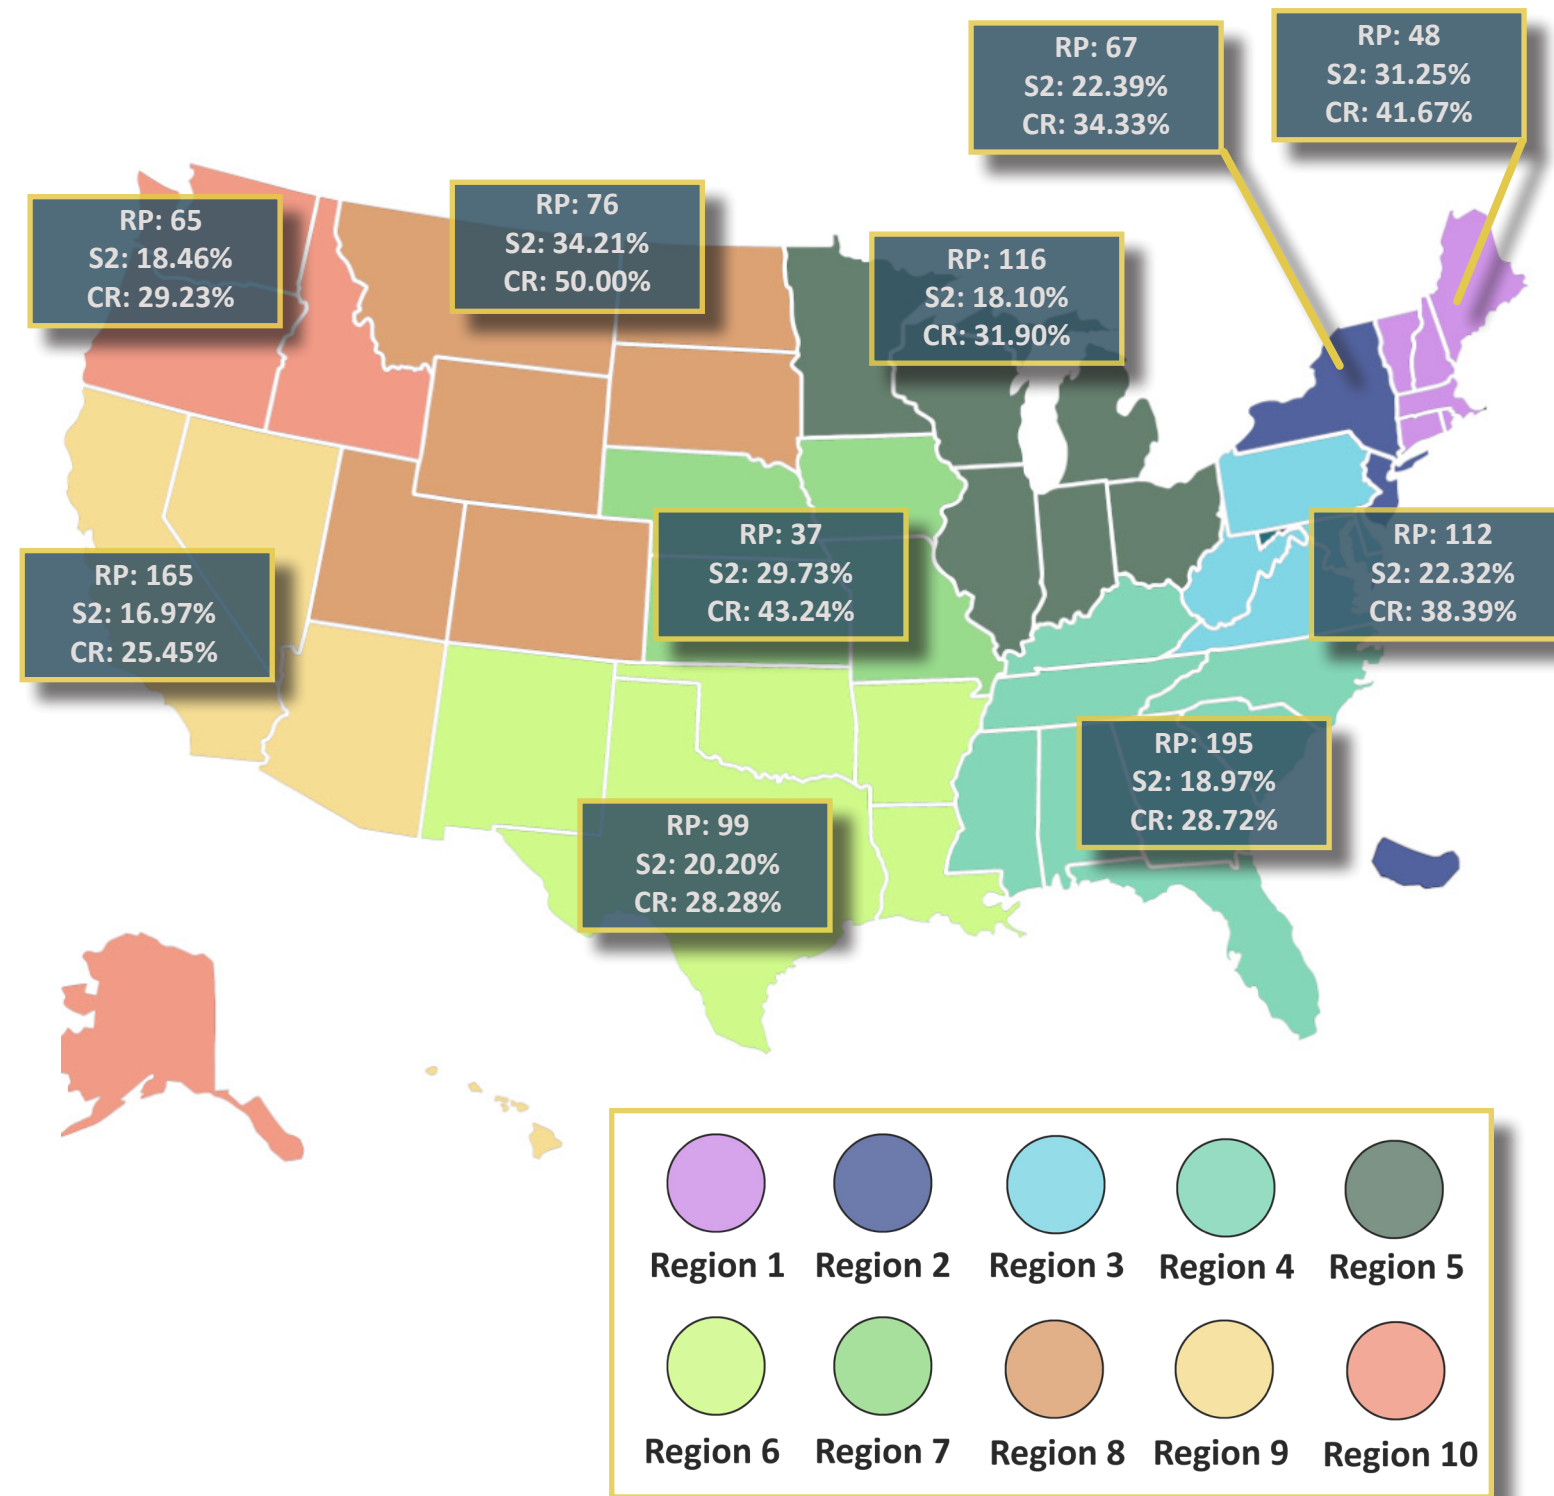 RP: 67
S2: 22.39%
CR: 34.33%
RP: 48
S2: 31.25%
CR: 41.67%
RP: 65
S2: 18.46%
CR: 29.23%
RP: 76
S2: 34.21%
CR: 50.00%
RP: 116
S2: 18.10%
CR: 31.90%
RP: 165
S2: 16.97%
CR: 25.45%
RP: 37
S2: 29.73%
CR: 43.24%
RP: 112
S2: 22.32%
CR: 38.39%
RP: 195
S2: 18.97%
CR: 28.72%
RP: 99
S2: 20.20%
CR: 28.28%
Region 1 Region 2 Region 3 Region 4 Region 5
Region 6 Region 7 Region 8 Region 9 Region 10